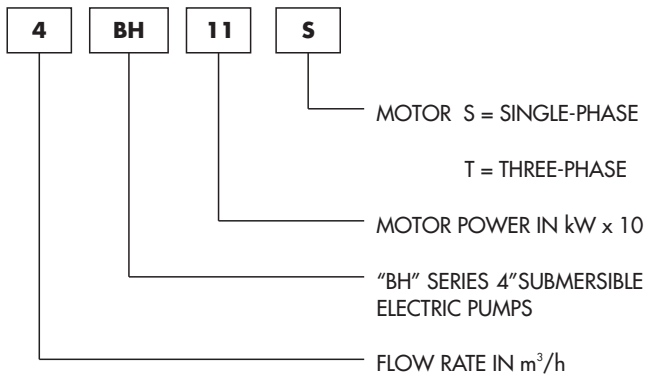 4 BH 11 S
MOTOR S = SINGLE-PHASE
T = THREE-PHASE
MOTOR POWER IN kW x 10
“BH” SERIES 4”SUBMERSIBLE
ELECTRIC PUMPS
FLOW RATE IN m³/h